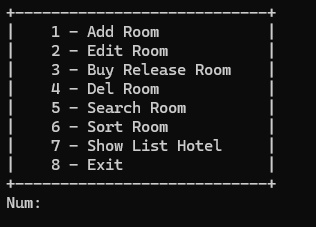 +----------------------------+
|    1 - Add Room            |
|    2 - Edit Room           |
|    3 - Buy Release Room    |
|    4 - Del Room            |
|    5 - Search Room         |
|    6 - Sort Room           |
|    7 - Show List Hotel     |
|    8 - Exit                |
+----------------------------+
Num: